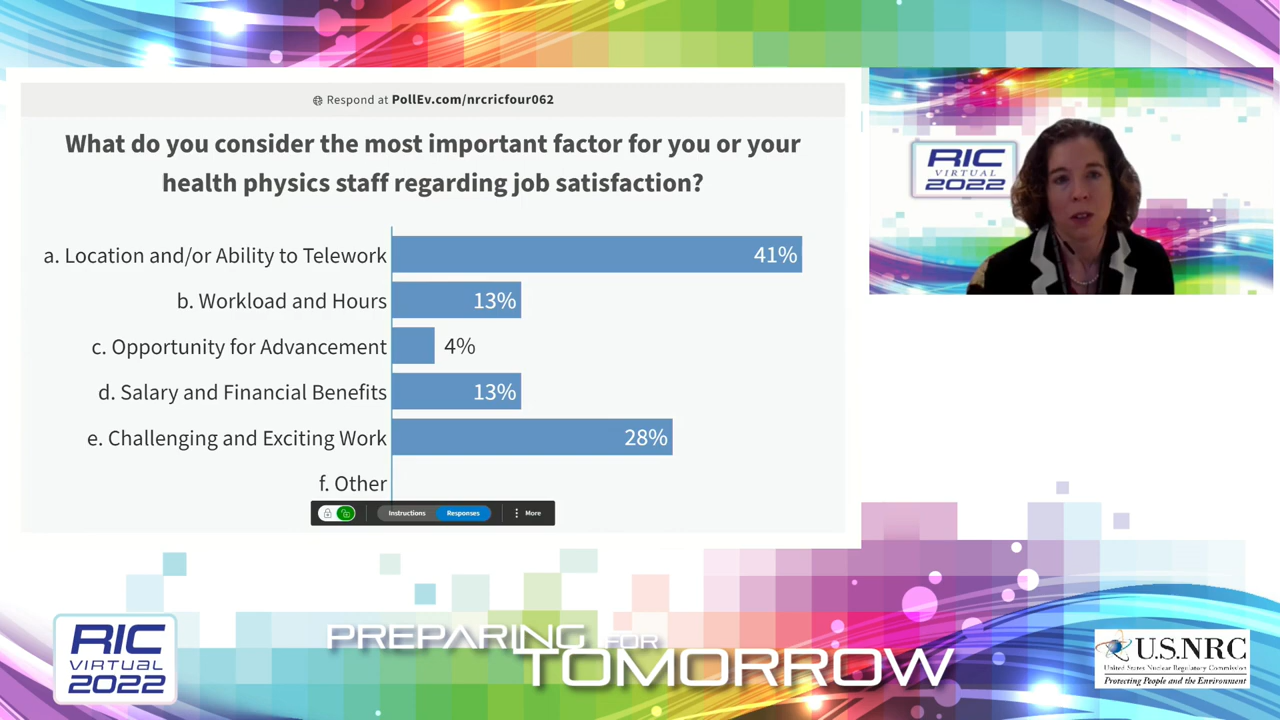 Respond at PollEv.com/nrcricfour062
What do you consider the most important factor for you or your
health physics staff regarding job satisfaction?
a. Location and/or Ability to Telework
41%
b. Workload and Hours
13%
c. Opportunity for Advancement
4%
d. Salary and Financial Benefits
13%
e. Challenging and Exciting Work
28%
f. Other
Instructions
Responses
More
RIC
VIRTUAL
2022
RIC
VIRTUAL
2022
PREPARING FOR
TOMORROW
U.S.NRC
United States Nuclear Regulatory Commission
Protecting People and the Environment